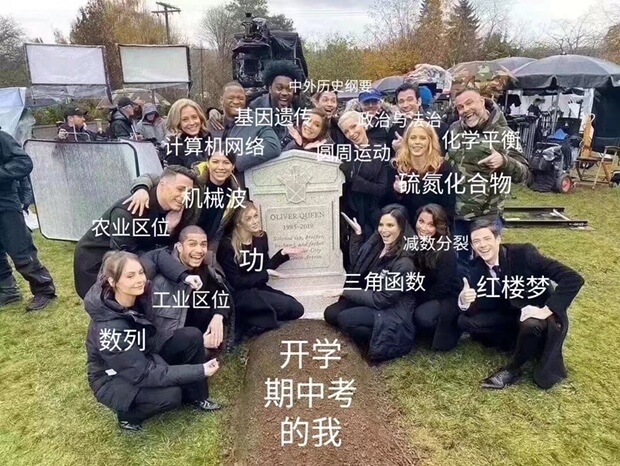 中外历史纲要
基因遗传
政治与法治
计算机网络
圆周运动
化学平衡
机械波
硫氮化合物
农业区位
OLIVER QUEEN
1985-2019
功
减数分裂
三角函数
工业区位
红楼梦
数列
开学
期中考
的我